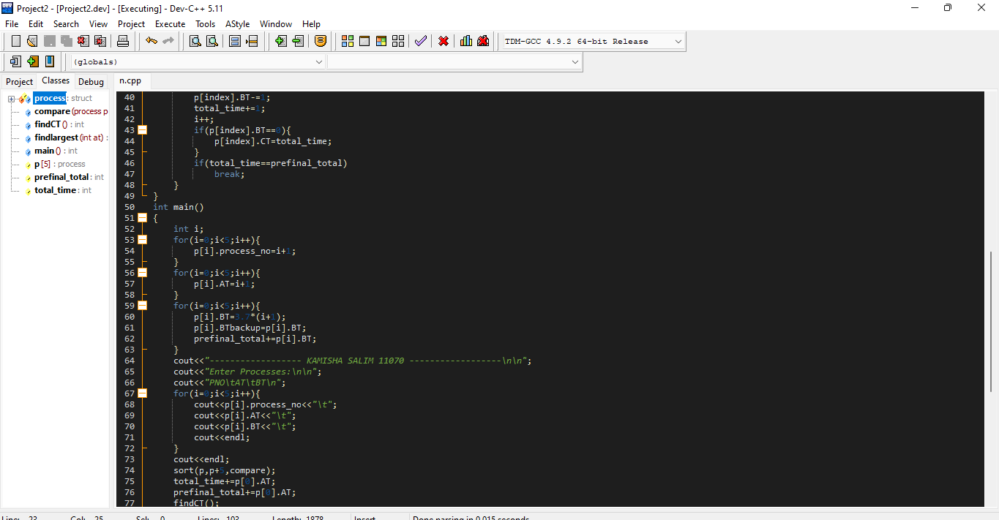 Project2 - [Project2.dev] - [Executing] - Dev-C++ 5.11
File Edit Search View Project Execute Tools AStyle Window Help
TDM-GCC 4.9.2 64-bit Release
(globals)
Project Classes Debug
n.cpp
process : struct
compare (process p
findCT () : int
findlargest (int at) :
main () : int
p [5] : process
prefinal_total : int
total_time : int
40 p[index].BT-=1;
41 total_time+=1;
42 i++;
43 if(p[index].BT==0){
44 p[index].CT=total_time;
45 }
46 if(total_time==prefinal_total)
47 break;
48 }
49 }
50 int main()
51 {
52 int i;
53 for(i=0;i<5;i++){
54 p[i].process_no=i+1;
55 }
56 for(i=0;i<5;i++){
57 p[i].AT=i+1;
58 }
59 for(i=0;i<5;i++){
60 p[i].BT=3.7*(i+1);
61 p[i].BTbackup=p[i].BT;
62 prefinal_total+=p[i].BT;
63 }
64 cout<<"------------------ KAMISHA SALIM 11070 ------------------\n\n";
65 cout<<"Enter Processes:\n\n";
66 cout<<"PNO\tAT\tBT\n";
67 for(i=0;i<5;i++){
68 cout<<p[i].process_no<<"\t";
69 cout<<p[i].AT<<"\t";
70 cout<<p[i].BT<<"\t";
71 cout<<endl;
72 }
73 cout<<endl;
74 sort(p,p+5,compare);
75 total_time+=p[0].AT;
76 prefinal_total+=p[0].AT;
77 findCT();
Line: 23 Col: 25 Sel: 0 Lines: 103 Length: 1878 Insert Done parsing in 0.015 seconds